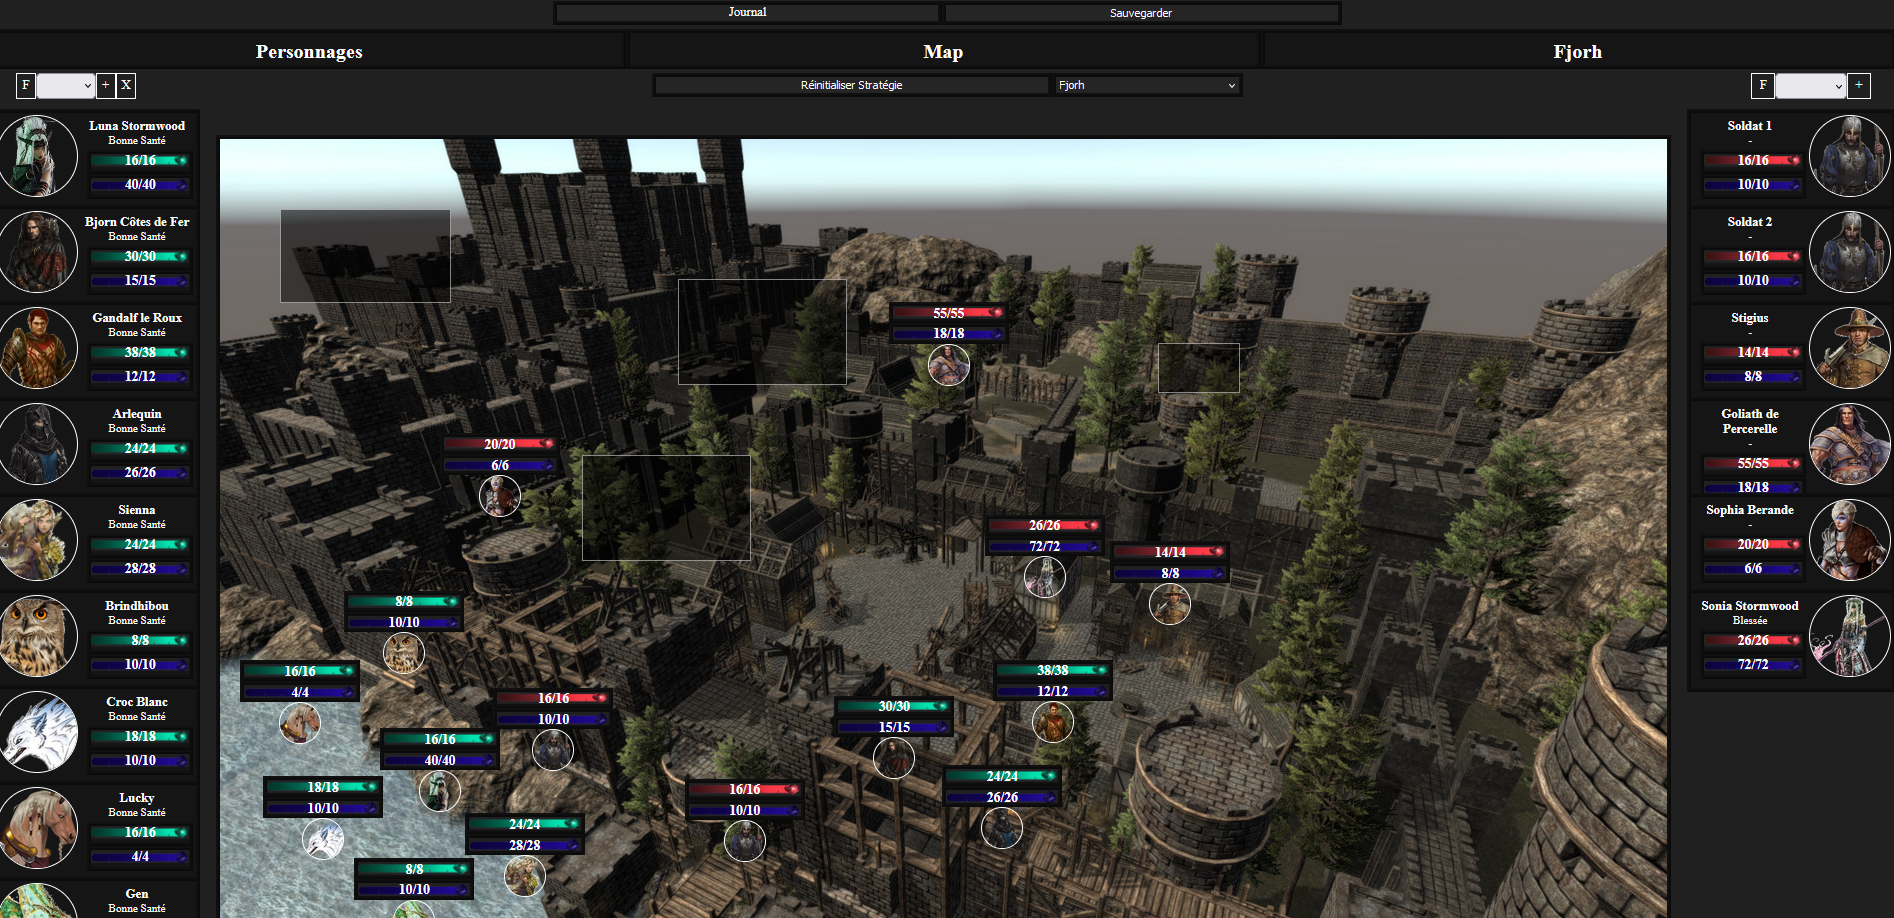 Journal
Sauvegarder
Personnages
Map
Fjorh
F
+
X
Réinitialiser Stratégie
Fjorh
F
+
Luna Stormwood
Bonne Santé
16/16
40/40
Bjorn Côtes de Fer
Bonne Santé
30/30
15/15
Gandalf le Roux
Bonne Santé
38/38
12/12
Arlequin
Bonne Santé
24/24
26/26
Sienna
Bonne Santé
24/24
28/28
Brindhibou
Bonne Santé
8/8
10/10
Croc Blanc
Bonne Santé
18/18
10/10
Lucky
Bonne Santé
16/16
4/4
Gen
Bonne Santé
55/55
18/18
20/20
6/6
26/26
72/72
14/14
8/8
8/8
10/10
16/16
4/4
38/38
12/12
16/16
10/10
30/30
15/15
16/16
40/40
24/24
26/26
18/18
10/10
16/16
10/10
24/24
28/28
8/8
10/10
Soldat 1
-
16/16
10/10
Soldat 2
-
16/16
10/10
Stigius
-
14/14
8/8
Goliath de
Percerelle
-
55/55
18/18
Sophia Berande
-
20/20
6/6
Sonia Stormwood
Blessée
26/26
72/72